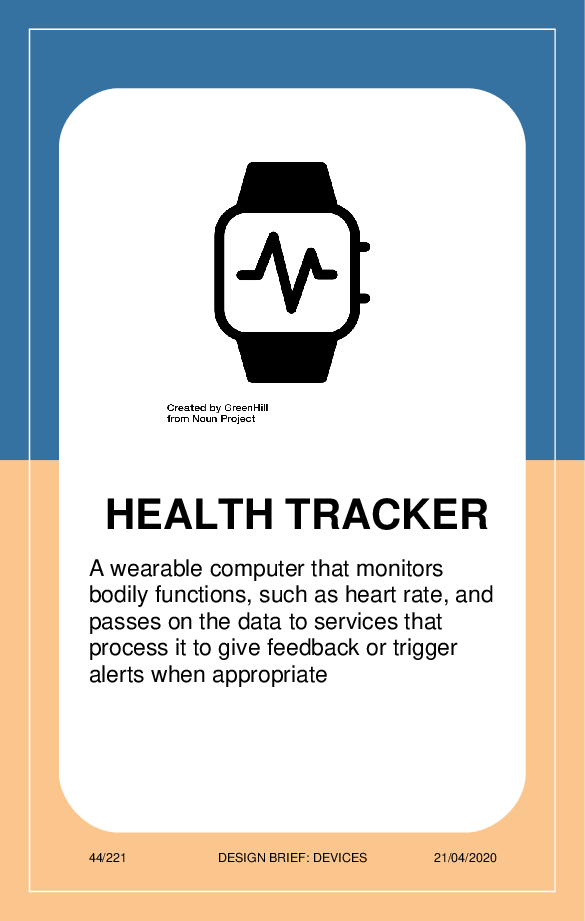 Created by GreenHill
from Noun Project
HEALTH TRACKER
A wearable computer that monitors
bodily functions, such as heart rate, and
passes on the data to services that
process it to give feedback or trigger
alerts when appropriate
44/221 DESIGN BRIEF: DEVICES 21/04/2020